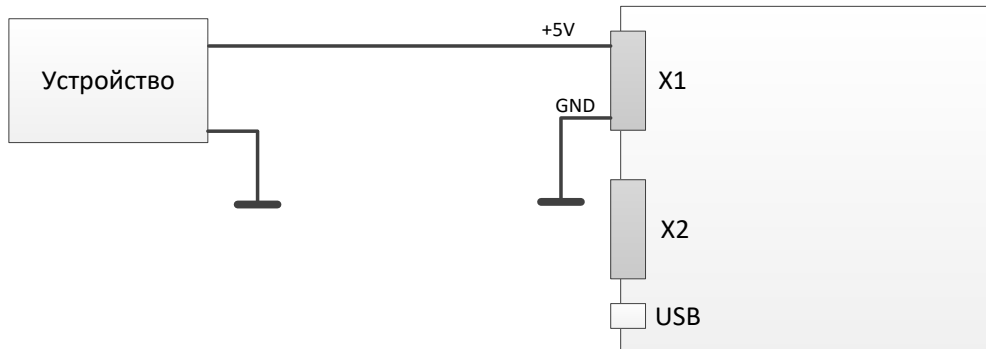 +5V
Устройство
X1
GND
X2
USB